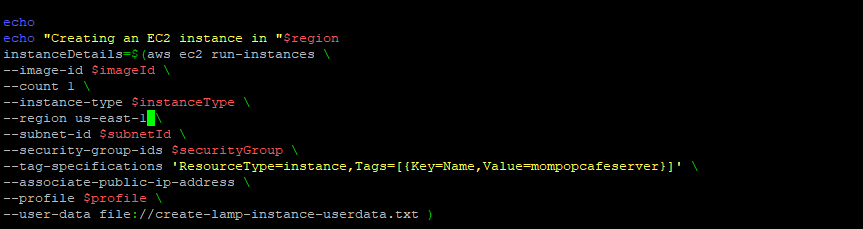 echo
echo "Creating an EC2 instance in "$region
instanceDetails=$(aws ec2 run-instances \
--image-id $imageId \
--count 1 \
--instance-type $instanceType \
--region us-east-1 \
--subnet-id $subnetId \
--security-group-ids $securityGroup \
--tag-specifications 'ResourceType=instance,Tags=[{Key=Name,Value=mompopcafeserver}]' \
--associate-public-ip-address \
--profile $profile \
--user-data file://create-lamp-instance-userdata.txt )